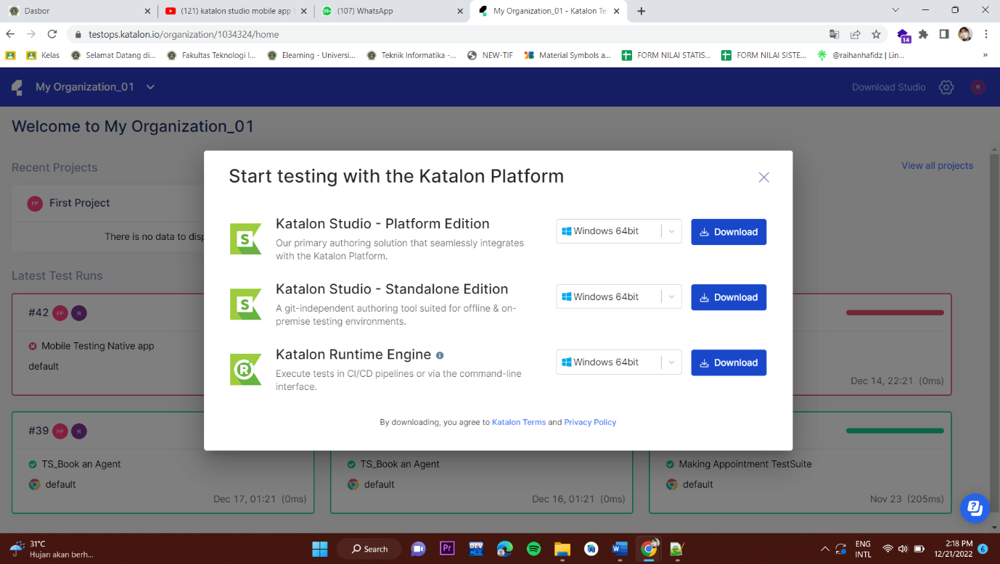 Dasbor
(121) katalon studio mobile app t
(107) WhatsApp
My Organization_01 - Katalon Tes
testops.katalon.io/organization/1034324/home
14
Kelas
Selamat Datang di...
Fakultas Teknologi I...
Elearning - Universi...
Teknik Informatika -...
NEW-TIF
Material Symbols a...
FORM NILAI STATIS...
FORM NILAI SISTE...
@raihanhafidz | Lin...
»
My Organization_01
Download Studio
R
Welcome to My Organization_01
Recent Projects
View all projects
FP First Project
There is no data to disp
Latest Test Runs
#42 FP R
Mobile Testing Native app
default
Dec 14, 22:21 (0ms)
Start testing with the Katalon Platform
S
Katalon Studio - Platform Edition
Our primary authoring solution that seamlessly integrates
with the Katalon Platform.
Windows 64bit
Download
S
Katalon Studio - Standalone Edition
A git-independent authoring tool suited for offline & on-
premise testing environments.
Windows 64bit
Download
R
Katalon Runtime Engine
Execute tests in CI/CD pipelines or via the command-line
interface.
Windows 64bit
Download
By downloading, you agree to Katalon Terms and Privacy Policy
#39 FP R
TS_Book an Agent
default
Dec 17, 01:21 (0ms)
TS_Book an Agent
default
Dec 16, 01:21 (0ms)
Making Appointment TestSuite
default
Nov 23 (205ms)
31°C
Hujan akan berh...
Search
Pr
DEV
W
ENG
INTL
2:18 PM
12/21/2022
6